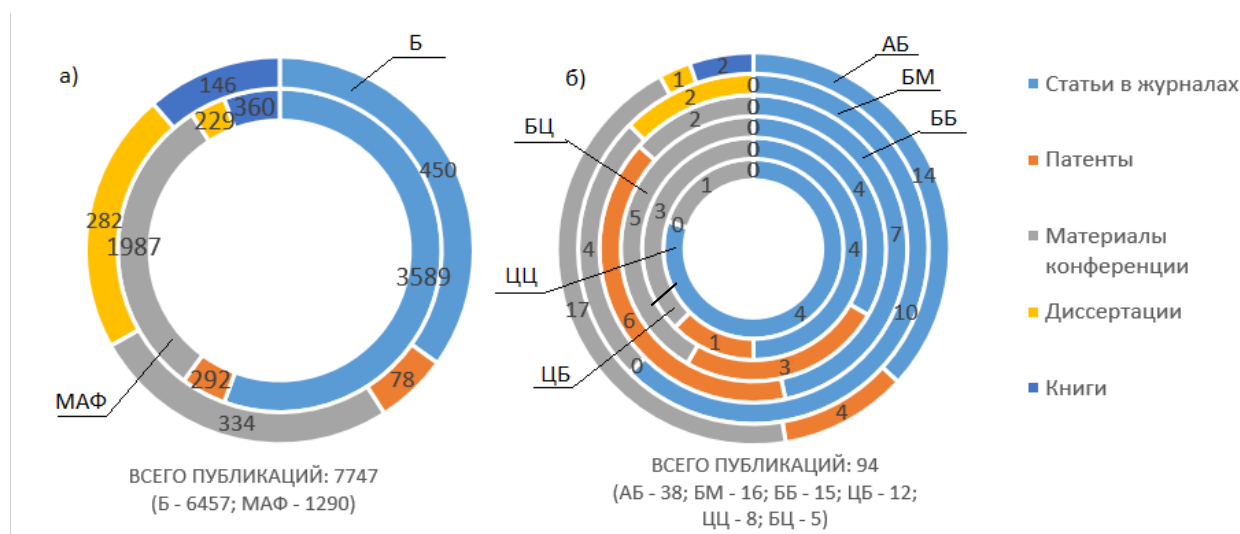 а)
Б
146
360
229
450
282
1987
3589
292
78
МАФ
334
ВСЕГО ПУБЛИКАЦИЙ: 7747
(Б - 6457; МАФ - 1290)
б)
АБ
БМ
ББ
БЦ
ЦЦ
ЦБ
1
2
2
0
2
0
0
0
0
1
0
14
4
7
5
3
0
4
4
10
17
6
4
1
3
0
4
ВСЕГО ПУБЛИКАЦИЙ: 94
(АБ - 38; БМ - 16; ББ - 15; ЦБ - 12;
ЦЦ - 8; БЦ - 5)
Статьи в журналах
Патенты
Материалы
конференции
Диссертации
Книги